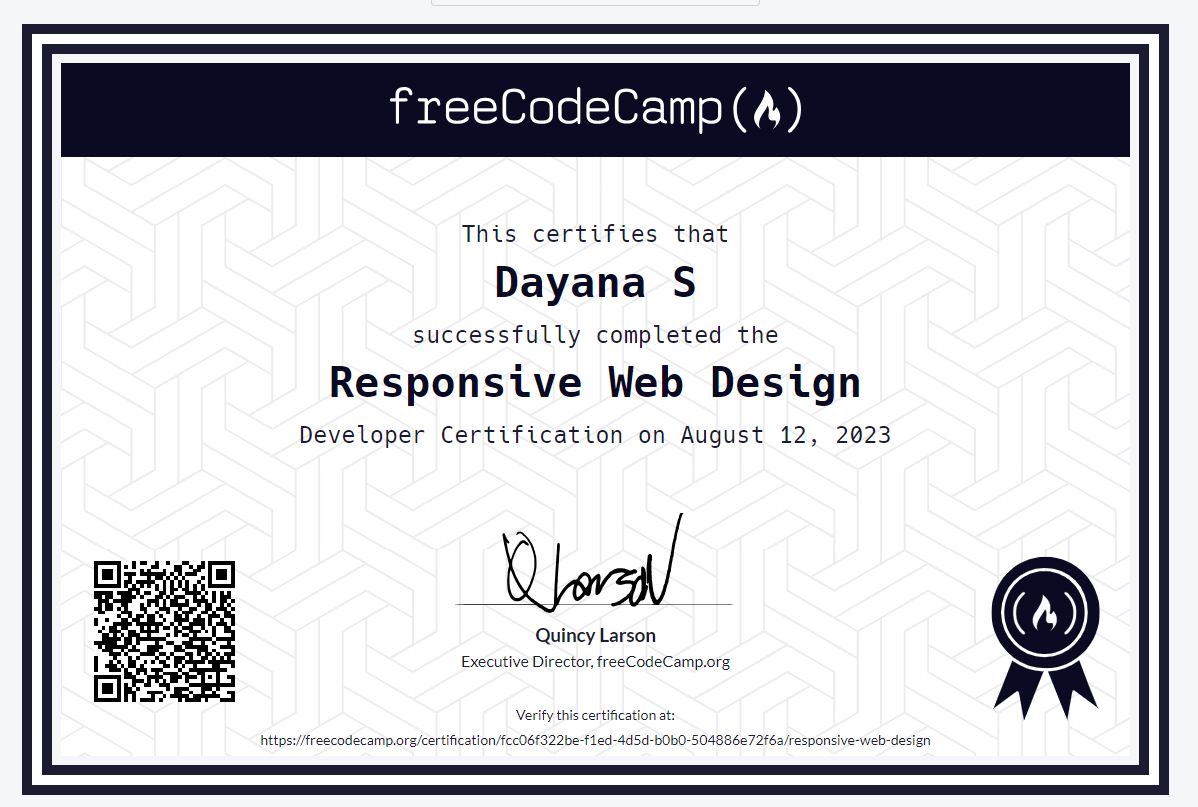 freeCodeCamp
This certifies that
Dayana S
successfully completed the
Responsive Web Design
Developer Certification on August 12, 2023
Quincy Larson
Executive Director, freeCodeCamp.org
Verify this certification at:
https://freecodecamp.org/certification/fcc06f322be-f1ed-4d5d-b0b0-504886e72f6a/responsive-web-design